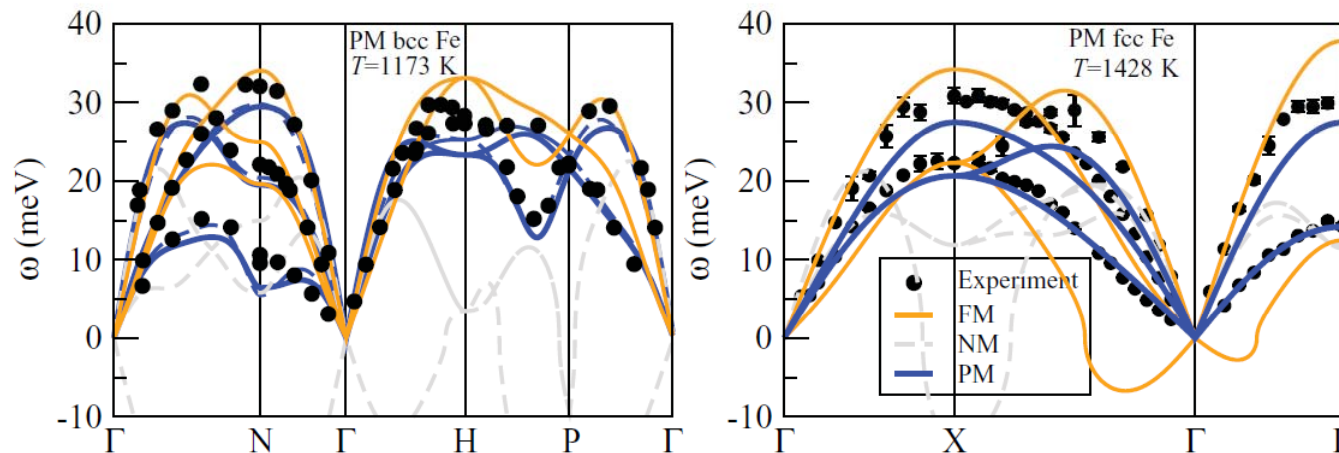 40
30
20
10
0
-10
ω (meV)
PM bcc Fe
T=1173 K
Γ
N
Γ
H
P
Γ
40
30
20
10
0
-10
ω (meV)
PM fcc Fe
T=1428 K
Experiment
FM
NM
PM
Γ
X
Γ